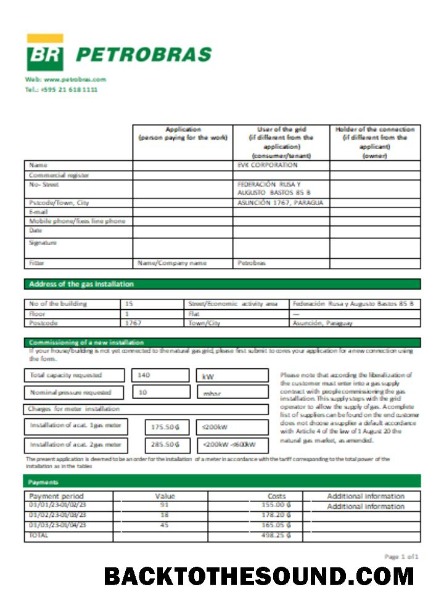 BR PETROBRAS
Web: www.petrobras.com
Tel.: +595 21 618 1111
Application
(person paying for the work)
User of the grid
(if different from the
application)
(consumer/tenant)
Holder of the connection
(if different from the
applicant)
(owner)
Name EVK CORPORATION
Commercial register
No- Street FEDERACIÓN RUSA Y
AUGUSTO BASTOS 85 B
Pstcode/Town, City ASUNCIÓN 1767, PARAGUA
E-mail
Mobile phone/fixes line phone
Date
Signature
Fitter Name/Company name Petrobas
Address of the gas installation
No of the building 15 Street/Economic activity area Federación Rusa y Augusto Bastos 85 B
Floor 1 Flat —
Postcode 1767 Town/City Asunción, Paraguay
Commissioning of a new installation
If your house/building is not yet connected to the natural gas grid, please first submit to cores your application for a new connection using
the form.
Total capacity requested 140 kW
Nominal pressure requested 10 mbar
Charges for meter installation
Installation of acat. 1gas meter 175.50 ₲ ≤200kW
Installation of acat. 2gas meter 285.50 ₲ <200kW -≤600kW
Please note that according the liberalization of
the customer must enter into a gas supply
contract with people commissioning the gas
installation. This supply steps with the grid
operator to allow the supply of gas. A complete
list of suppliers can be found on the end customer
does not choose a supplier a default accordance
with Article 4 of the law of 1 August 20 the
natural gas market, as amended.
The present application is deemed to be an order for the installation of a meter in accordance with the tariff corresponding to the total power of the
installation as in the tables
Payments
Payment period Value Costs Additional information
01/01/23-01/02/23 91 155.00 ₲ Additional information
01/02/23-01/03/23 18 178.20 ₲
01/03/23-01/04/23 45 165.05 ₲
TOTAL 498.25 ₲
Page 1 of 1
BACKTOTHESOUND.COM